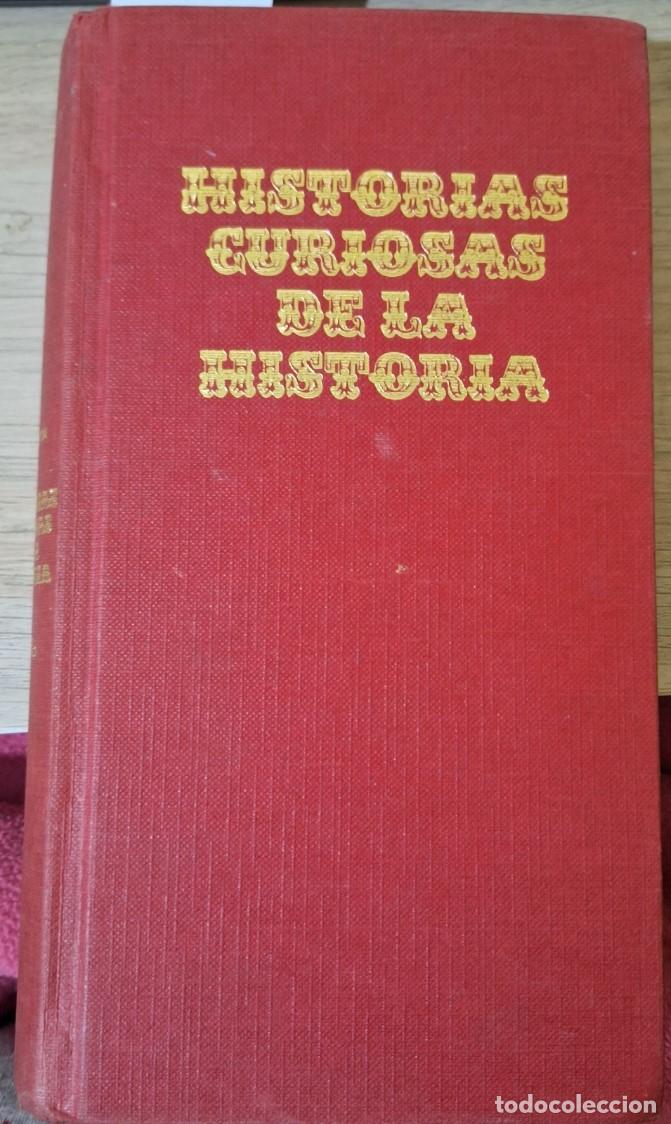 HISTORIAS
CURIOSAS
DE LA
HISTORIA
todocoleccion